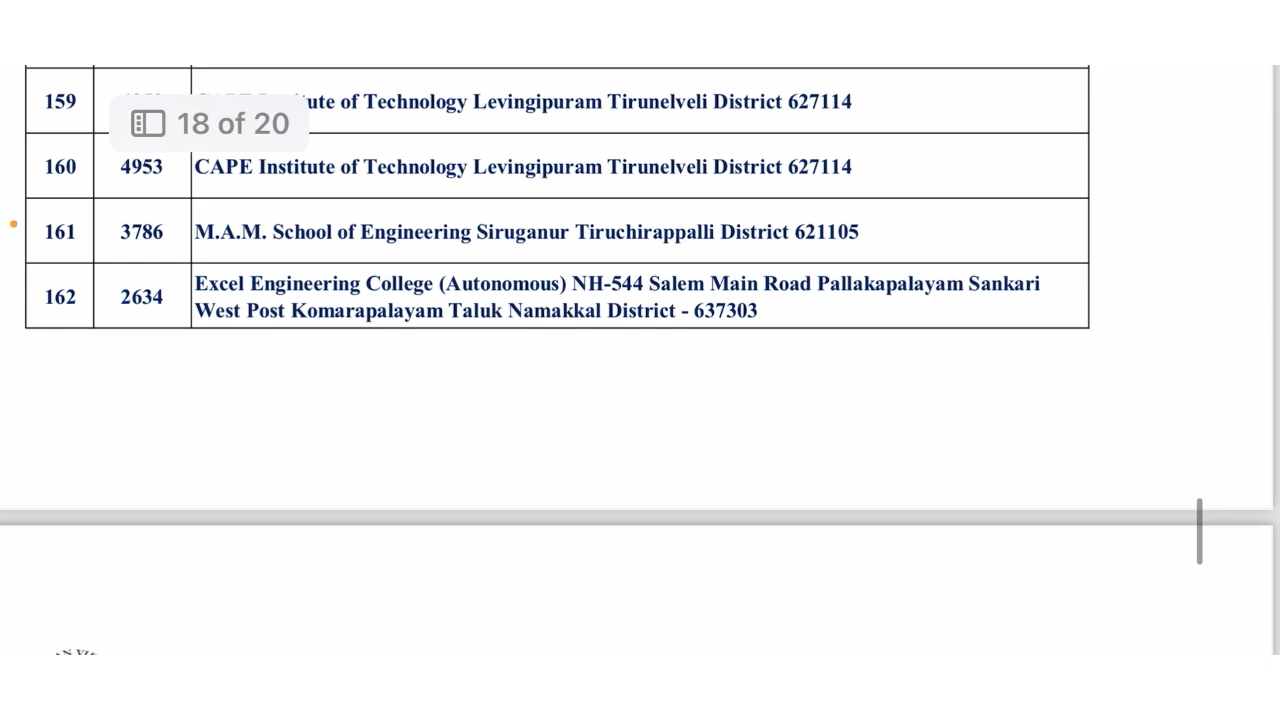 159 ute of Technology Levingipuram Tirunelveli District 627114
18 of 20
160 4953 CAPE Institute of Technology Levingipuram Tirunelveli District 627114
161 3786 M.A.M. School of Engineering Siruganur Tiruchirappalli District 621105
162 2634 Excel Engineering College (Autonomous) NH-544 Salem Main Road Pallakapalayam Sankari
West Post Komarapalayam Taluk Namakkal District - 637303